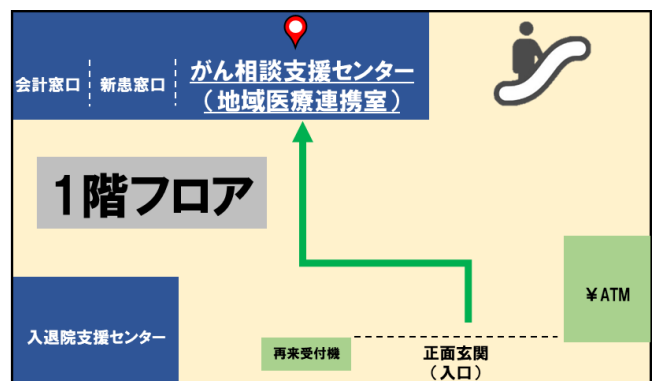 会計窓口
新患窓口
がん相談支援センター
（地域医療連携室）
1階フロア
￥ATM
入退院支援センター
再来受付機
正面玄関
（入口）